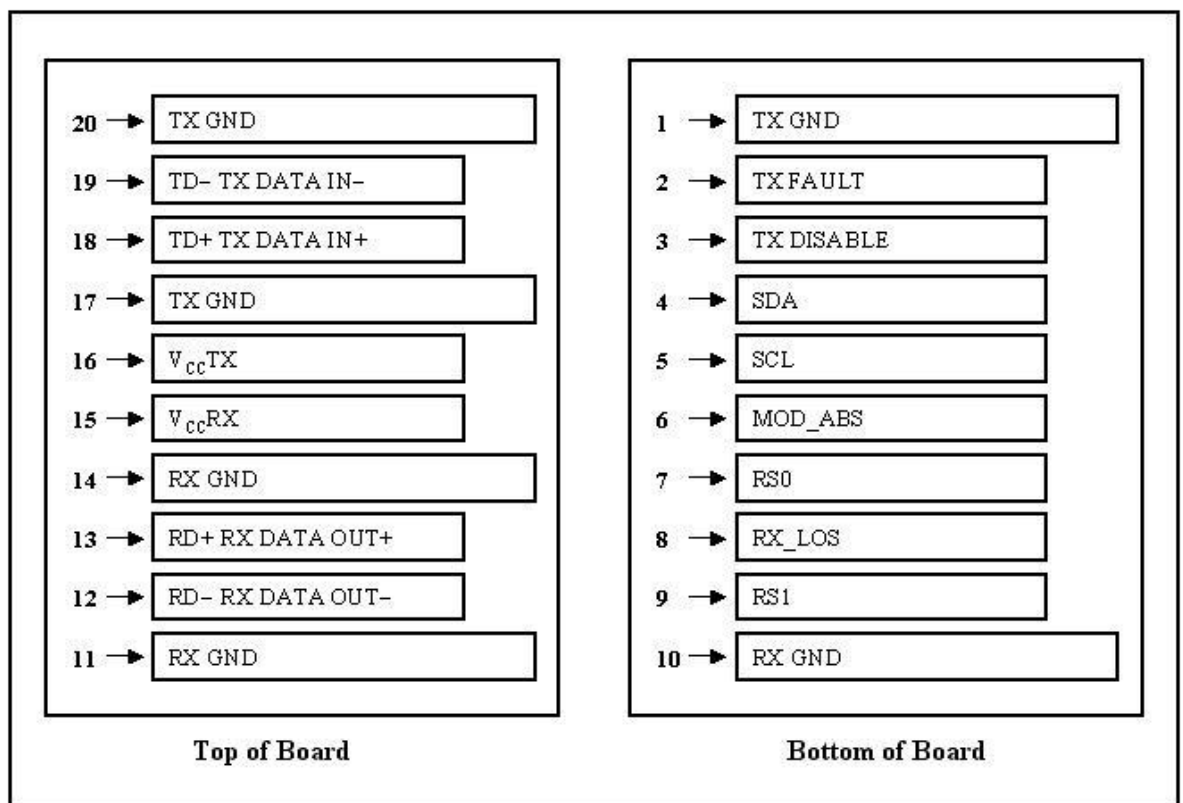 20 TX GND
19 TD– TX DATA IN–
18 TD+ TX DATA IN+
17 TX GND
16 VCCTX
15 VCCRX
14 RX GND
13 RD+ RX DATA OUT+
12 RD– RX DATA OUT–
11 RX GND
Top of Board
1 TX GND
2 TX FAULT
3 TX DISABLE
4 SDA
5 SCL
6 MOD_ABS
7 RS0
8 RX_LOS
9 RS1
10 RX GND
Bottom of Board